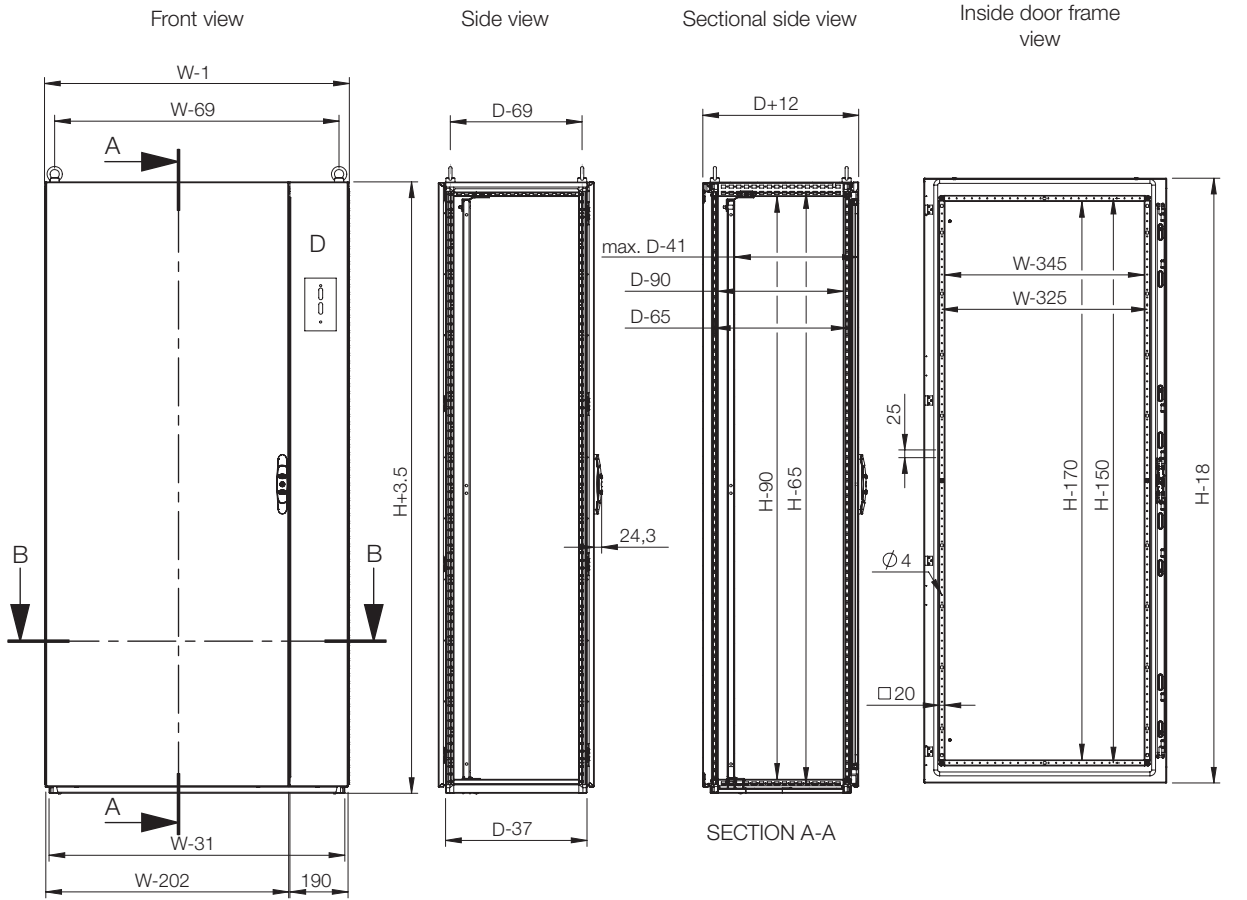 Front view
Side view
Sectional side view
Inside door frame
view
W-1
W-69
A
D
H+3.5
B
B
A
W-31
W-202
190
D-69
24,3
D-37
D+12
max. D-41
D-90
D-65
H-90
H-65
SECTION A-A
W-345
W-325
25
H-170
H-150
H-18
Ø4
□20